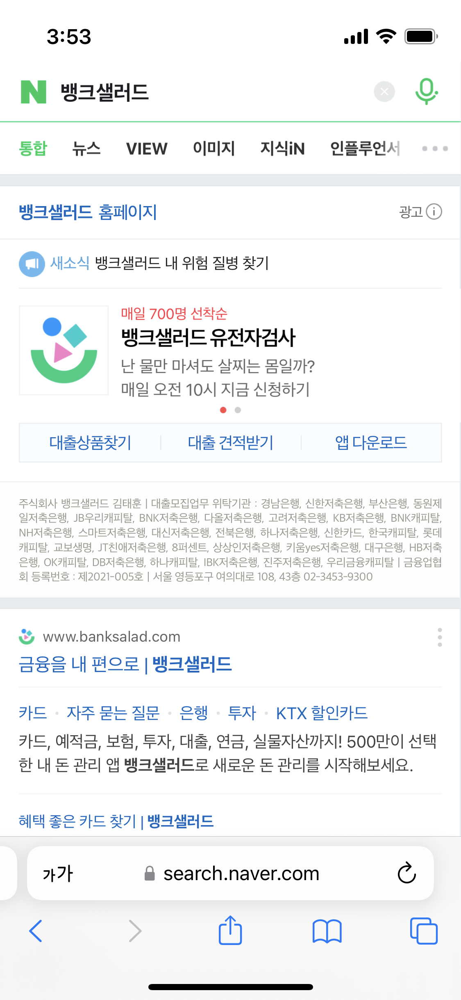 3:53
N 뱅크샐러드
통합 뉴스 VIEW 이미지 지식iN 인플루언서
뱅크샐러드 홈페이지 광고
새소식 뱅크샐러드 내 위험 질병 찾기
매일 700명 선착순
뱅크샐러드 유전자검사
난 물만 마셔도 살찌는 몸일까?
매일 오전 10시 지금 신청하기
대출상품찾기 대출 견적받기 앱 다운로드
주식회사 뱅크샐러드 김태훈 | 대출모집업무 위탁기관 : 경남은행, 신한저축은행, 부산은행, 동원제
일저축은행, JB우리캐피탈, BNK저축은행, 다올저축은행, 고려저축은행, KB저축은행, BNK캐피탈,
NH저축은행, 스마트저축은행, 대신저축은행, 전북은행, 하나저축은행, 신한카드, 한국캐피탈, 롯데
캐피탈, 교보생명, JT친애저축은행, 8퍼센트, 상상인저축은행, 키움yes저축은행, 대구은행, HB저축
은행, OK캐피탈, DB저축은행, 하나캐피탈, IBK저축은행, 진주저축은행, 우리금융캐피탈 | 금융업협
회 등록번호 : 제2021-005호 | 서울 영등포구 여의대로 108, 43층 02-3453-9300
www.banksalad.com
금융을 내 편으로 | 뱅크샐러드
카드 · 자주 묻는 질문 · 은행 · 투자 · KTX 할인카드
카드, 예적금, 보험, 투자, 대출, 연금, 실물자산까지! 500만이 선택
한 내 돈 관리 앱 뱅크샐러드로 새로운 돈 관리를 시작해보세요.
혜택 좋은 카드 찾기 | 뱅크샐러드
가가 search.naver.com